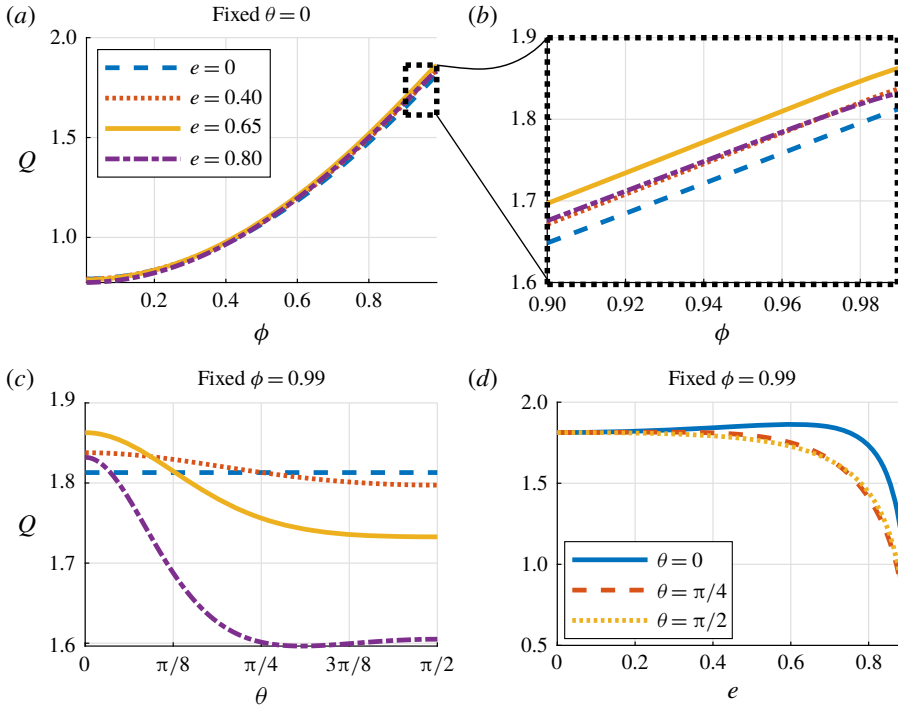 (a) Fixed θ = 0
2.0
1.5
1.0
Q
e = 0
e = 0.40
e = 0.65
e = 0.80
0.2 0.4 0.6 0.8
ϕ
(b)
1.9
1.8
1.7
1.6
0.90 0.92 0.94 0.96 0.98
ϕ
(c) Fixed ϕ = 0.99
1.9
1.8
1.7
1.6
Q
0 π/8 π/4 3π/8 π/2
θ
(d) Fixed ϕ = 0.99
2.0
1.5
1.0
0.5
θ = 0
θ = π/4
θ = π/2
0 0.2 0.4 0.6 0.8
e